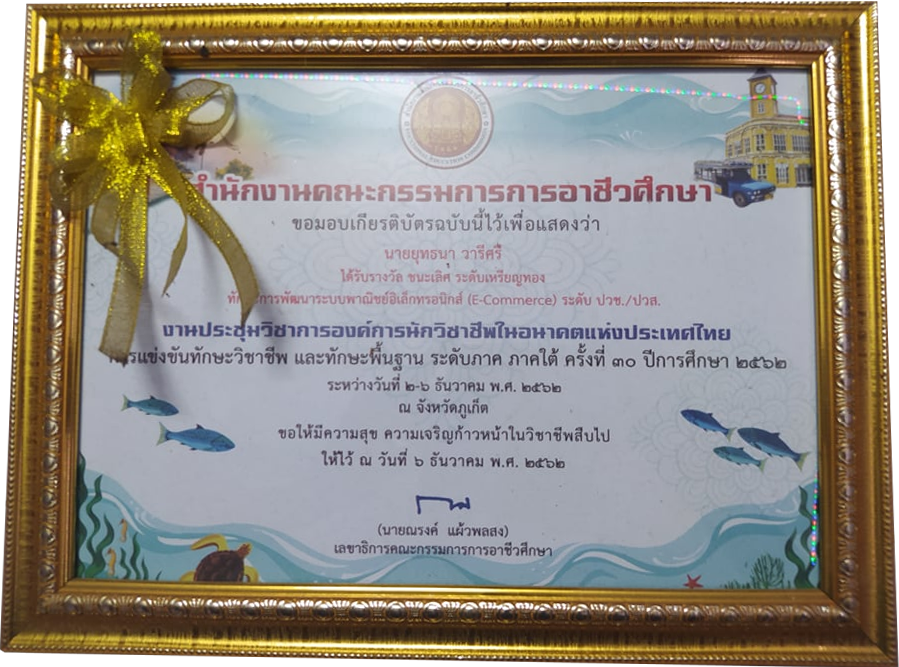 สำนักงานคณะกรรมการการอาชีวศึกษา
ขอมอบเกียรติบัตรฉบับนี้ไว้เพื่อแสดงว่า
นายยุทธนา วารีศรี
ได้รับรางวัล ชนะเลิศ ระดับเหรียญทอง
การพัฒนาระบบพาณิชย์อิเล็กทรอนิกส์ (E-Commerce) ระดับ ปวช./ปวส.
งานประชุมวิชาการองค์การนักวิชาชีพในอนาคตแห่งประเทศไทย
การแข่งขันทักษะวิชาชีพ และทักษะพื้นฐาน ระดับภาค ภาคใต้ ครั้งที่ ๓๐ ปีการศึกษา ๒๕๖๒
ระหว่างวันที่ ๒-๖ ธันวาคม พ.ศ. ๒๕๖๒
ณ จังหวัดภูเก็ต
ขอให้มีความสุข ความเจริญก้าวหน้าในวิชาชีพสืบไป
ให้ไว้ ณ วันที่ ๖ ธันวาคม พ.ศ. ๒๕๖๒
(นายณรงค์ แผ้วพลสง)
เลขาธิการคณะกรรมการการอาชีวศึกษา